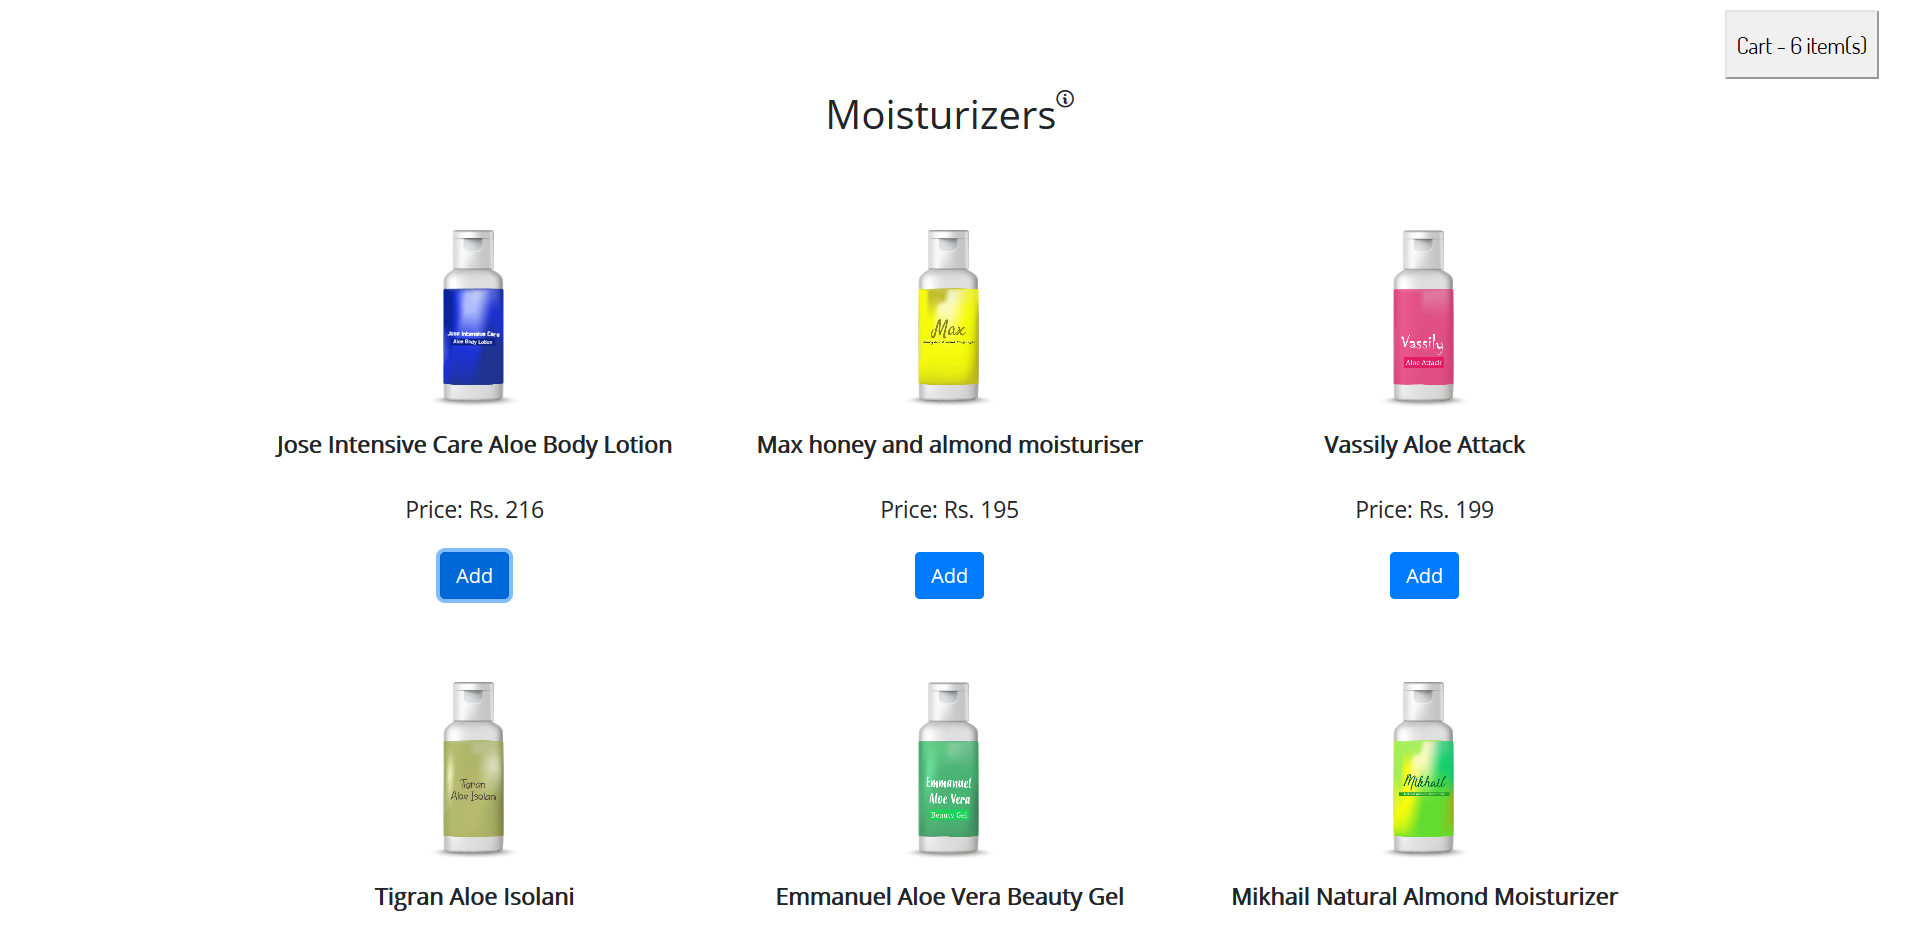 Cart - 6 item(s)
Moisturizers
Jose Intensive Care
Aloe Body Lotion
Max
Vassily
Aloe Attack
Jose Intensive Care Aloe Body Lotion
Max honey and almond moisturiser
Vassily Aloe Attack
Price: Rs. 216
Price: Rs. 195
Price: Rs. 199
Add
Add
Add
Tigran
Aloe Isolani
Emmanuel
Aloe Vera
Beauty Gel
Mikhail
Tigran Aloe Isolani
Emmanuel Aloe Vera Beauty Gel
Mikhail Natural Almond Moisturizer